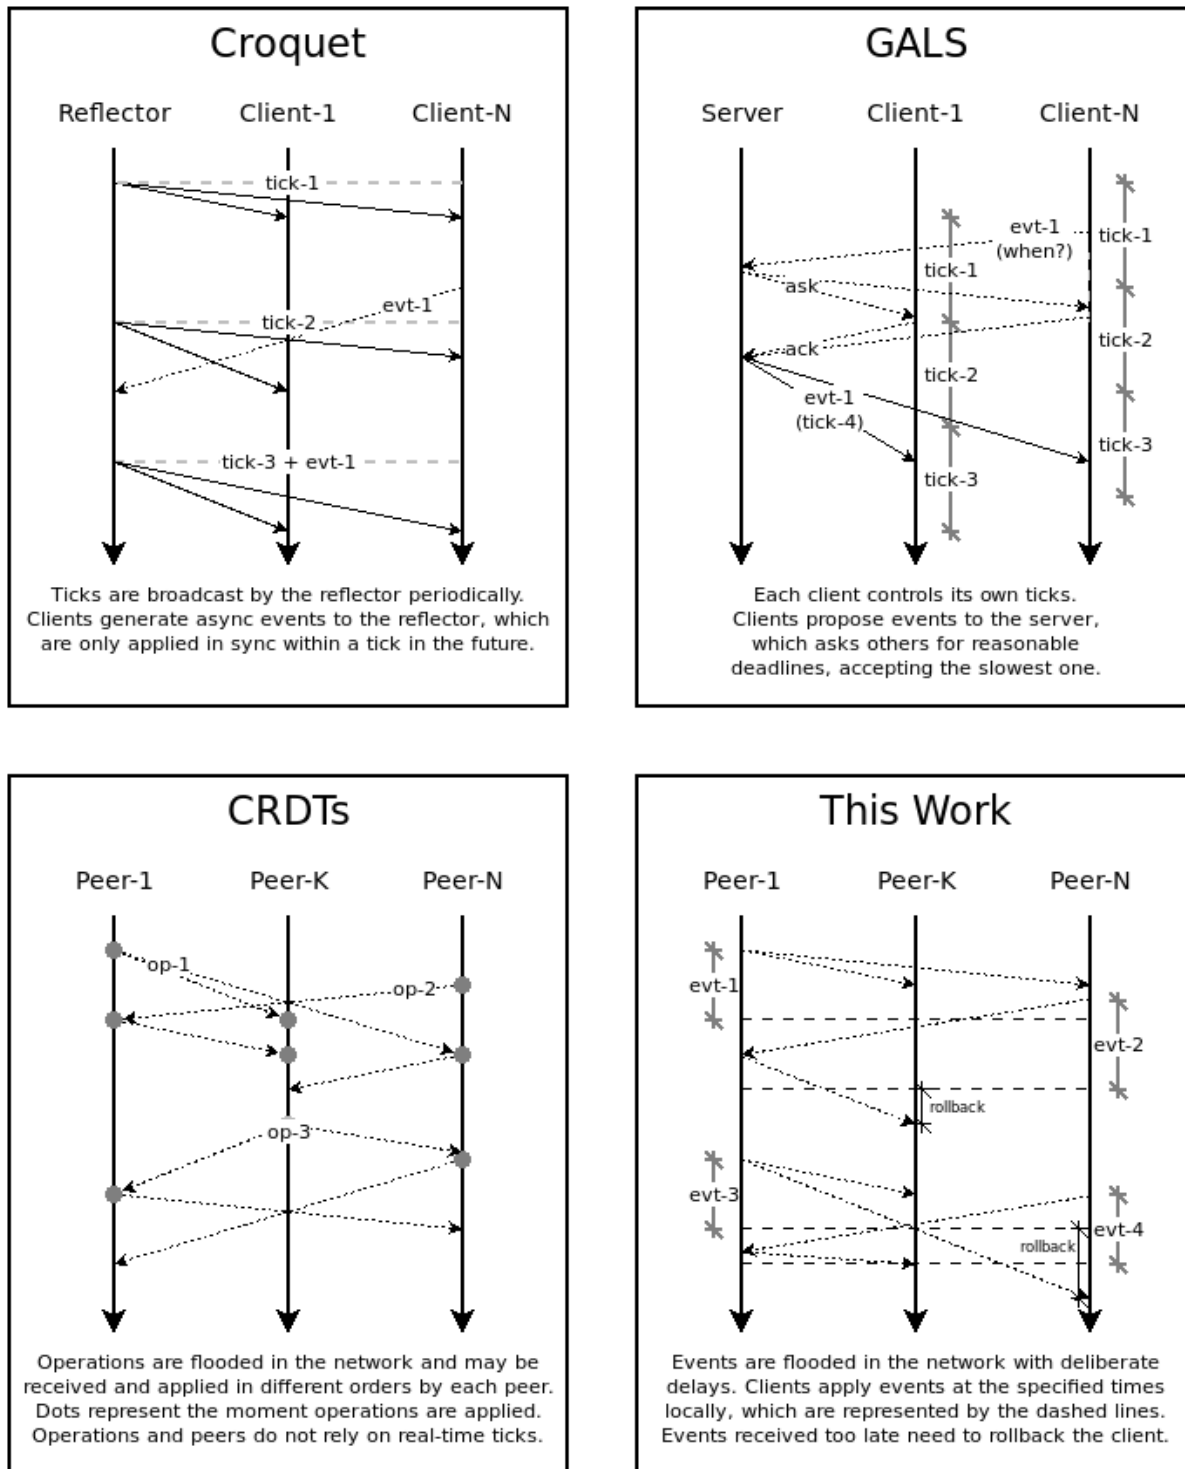 Croquet
Reflector
Client-1
Client-N
tick-1
evt-1
tick-2
tick-3 + evt-1
Ticks are broadcast by the reflector periodically.
Clients generate async events to the reflector, which
are only applied in sync within a tick in the future.
GALS
Server
Client-1
Client-N
evt-1
(when?)
tick-1
tick-1
ask
tick-2
ack
tick-2
evt-1
(tick-4)
tick-3
tick-3
Each client controls its own ticks.
Clients propose events to the server,
which asks others for reasonable
deadlines, accepting the slowest one.
CRDTs
Peer-1
Peer-K
Peer-N
op-1
op-2
op-3
Operations are flooded in the network and may be
received and applied in different orders by each peer.
Dots represent the moment operations are applied.
Operations and peers do not rely on real-time ticks.
This Work
Peer-1
Peer-K
Peer-N
evt-1
evt-2
rollback
evt-3
evt-4
rollback
Events are flooded in the network with deliberate
delays. Clients apply events at the specified times
locally, which are represented by the dashed lines.
Events received too late need to rollback the client.